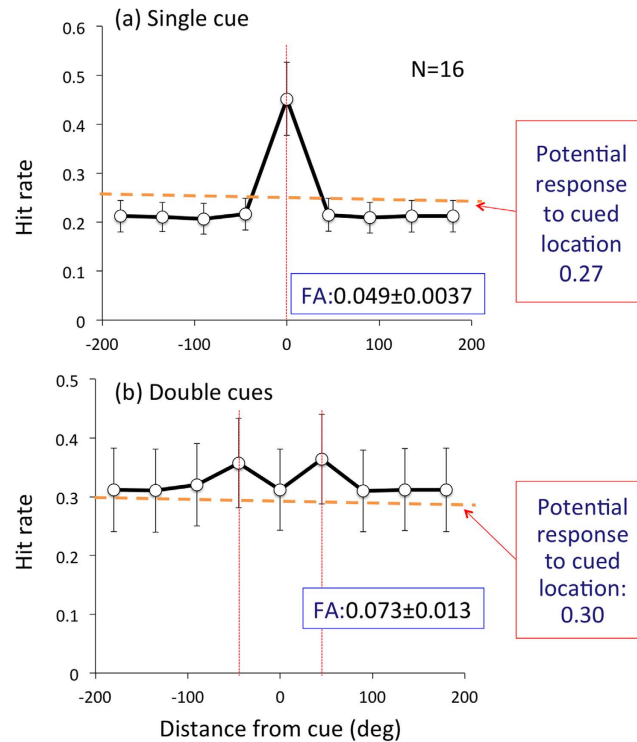 (a) Single cue
0.6
0.5
0.4
0.3
0.2
0.1
0
Hit rate
N=16
FA:0.049±0.0037
-200
-100
0
100
200
Potential
response
to cued
location
0.27
(b) Double cues
0.5
0.4
0.3
0.2
0.1
0
Hit rate
FA:0.073±0.013
-200
-100
0
100
200
Distance from cue (deg)
Potential
response
to cued
location:
0.30